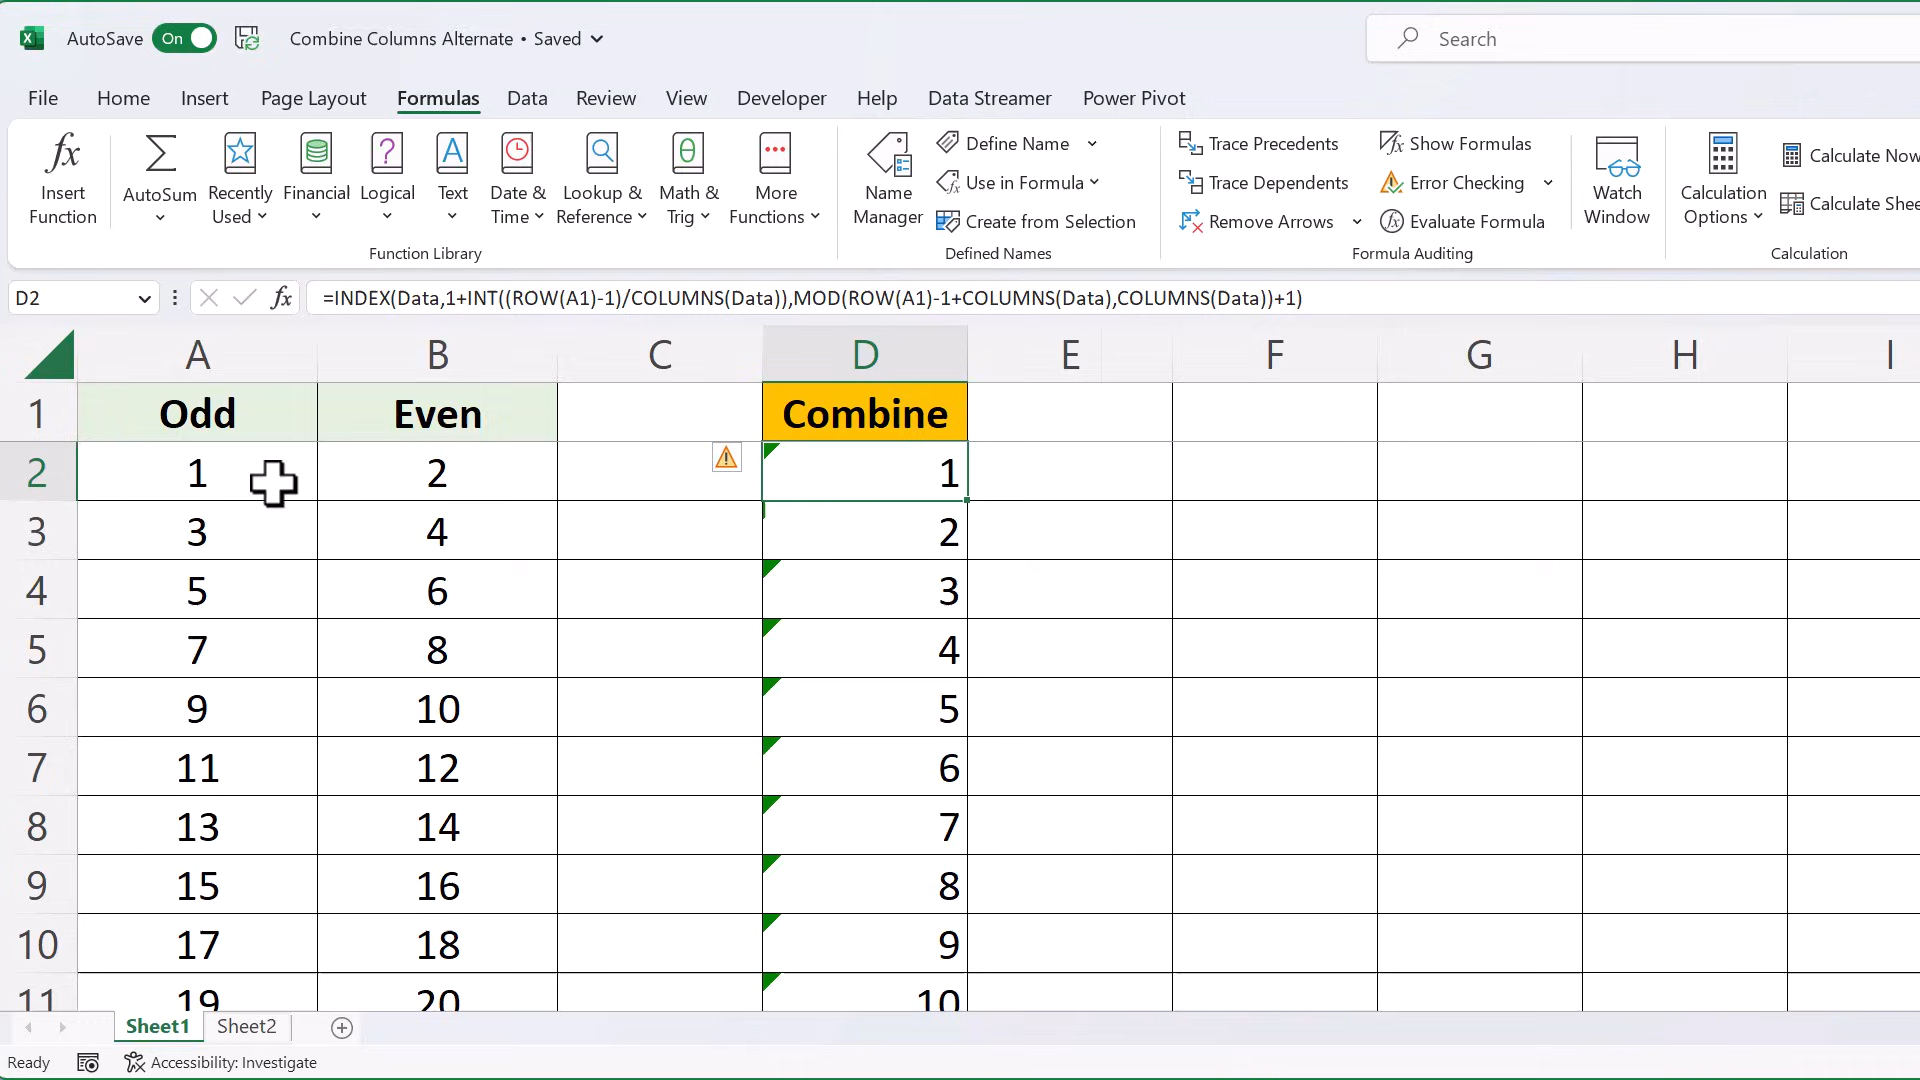 AutoSave On Combine Columns Alternate • Saved Search
File Home Insert Page Layout Formulas Data Review View Developer Help Data Streamer Power Pivot
Insert Function
AutoSum
Recently Used
Financial
Logical
Text
Date & Time
Lookup & Reference
Math & Trig
More Functions
Function Library
Name Manager
Define Name
Use in Formula
Create from Selection
Defined Names
Trace Precedents
Trace Dependents
Remove Arrows
Show Formulas
Error Checking
Evaluate Formula
Formula Auditing
Watch Window
Calculation Options
Calculate Now
Calculate Shee
Calculation
D2 fx =INDEX(Data,1+INT((ROW(A1)-1)/COLUMNS(Data)),MOD(ROW(A1)-1+COLUMNS(Data),COLUMNS(Data))+1)
A B C D E F G H I
1 Odd Even Combine
2 1 2 1
3 3 4 2
4 5 6 3
5 7 8 4
6 9 10 5
7 11 12 6
8 13 14 7
9 15 16 8
10 17 18 9
11 19 20 10
Sheet1 Sheet2
Ready Accessibility: Investigate